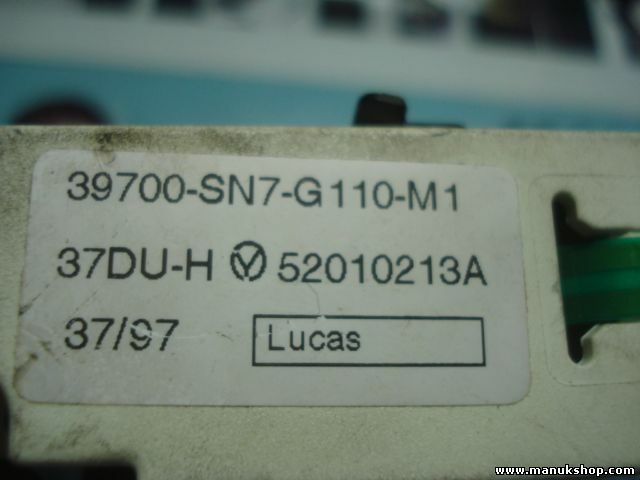 39700-SN7-G110-M1
37DU-H V 52010213A
37/97
Lucas
www.manukshop.com